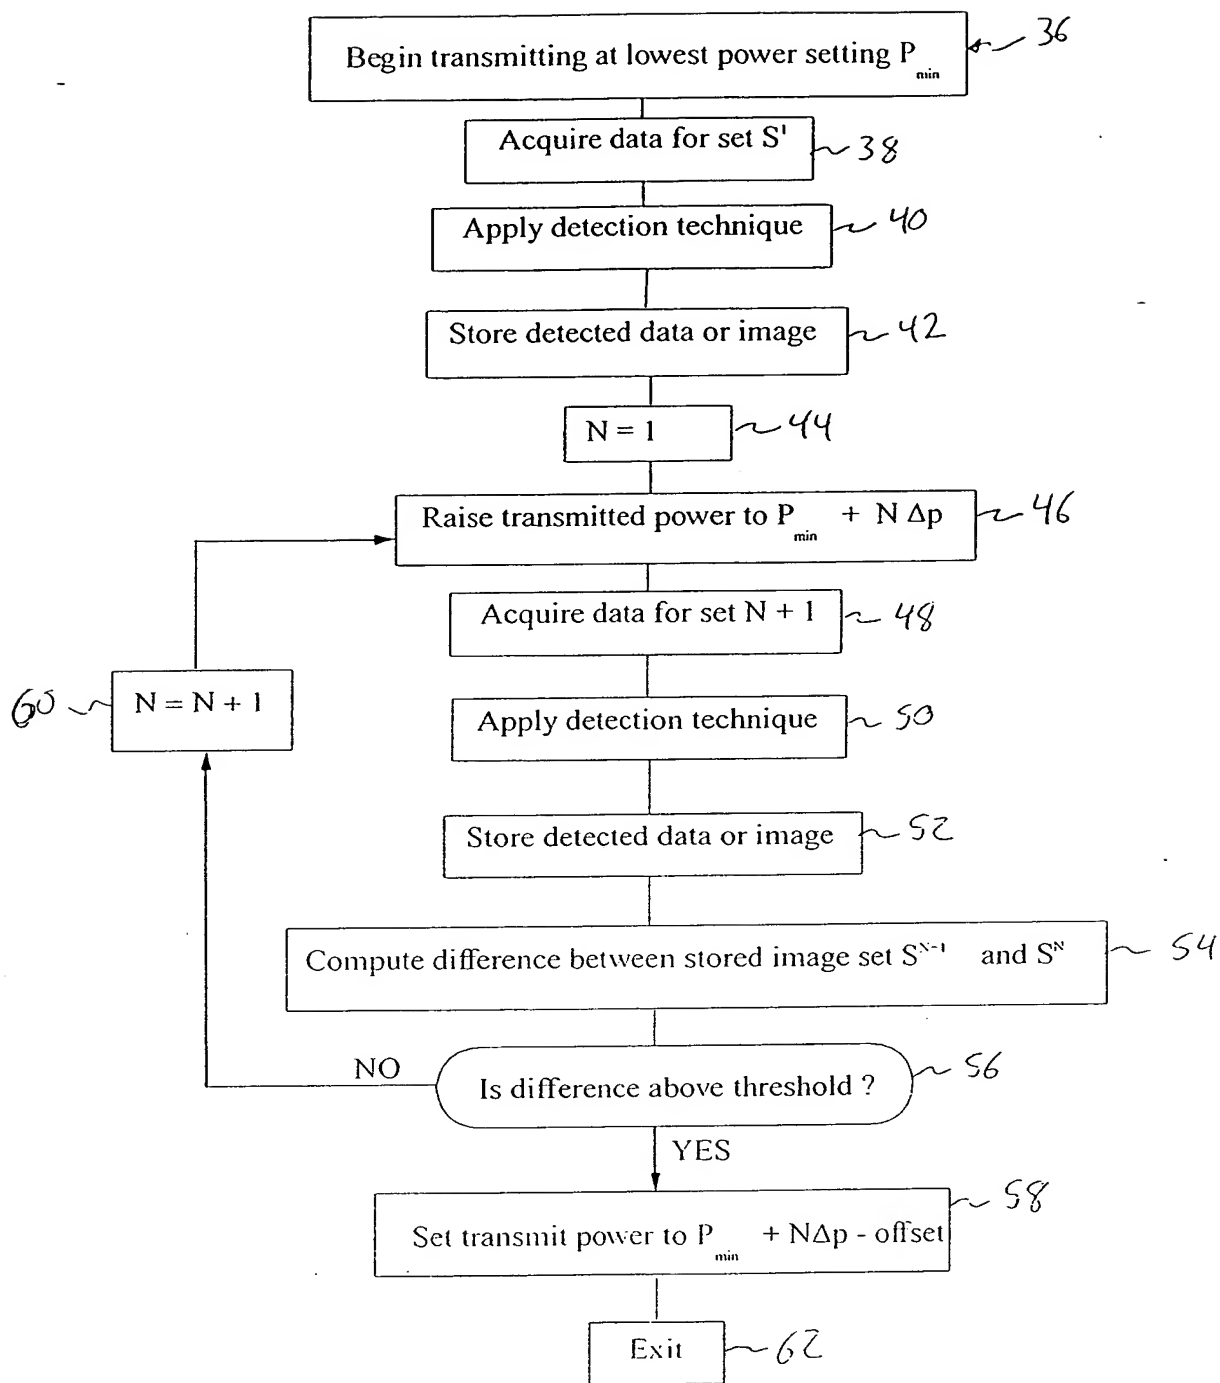 Begin transmitting at lowest power setting P min
36
Acquire data for set S¹
38
Apply detection technique
40
Store detected data or image
42
N = 1
44
Raise transmitted power to P min + N Δp
46
Acquire data for set N + 1
48
60
N = N + 1
Apply detection technique
50
Store detected data or image
52
Compute difference between stored image set Sᴺ⁻¹ and Sᴺ
54
NO
Is difference above threshold ?
56
YES
58
Set transmit power to P min + NΔp - offset
Exit
62